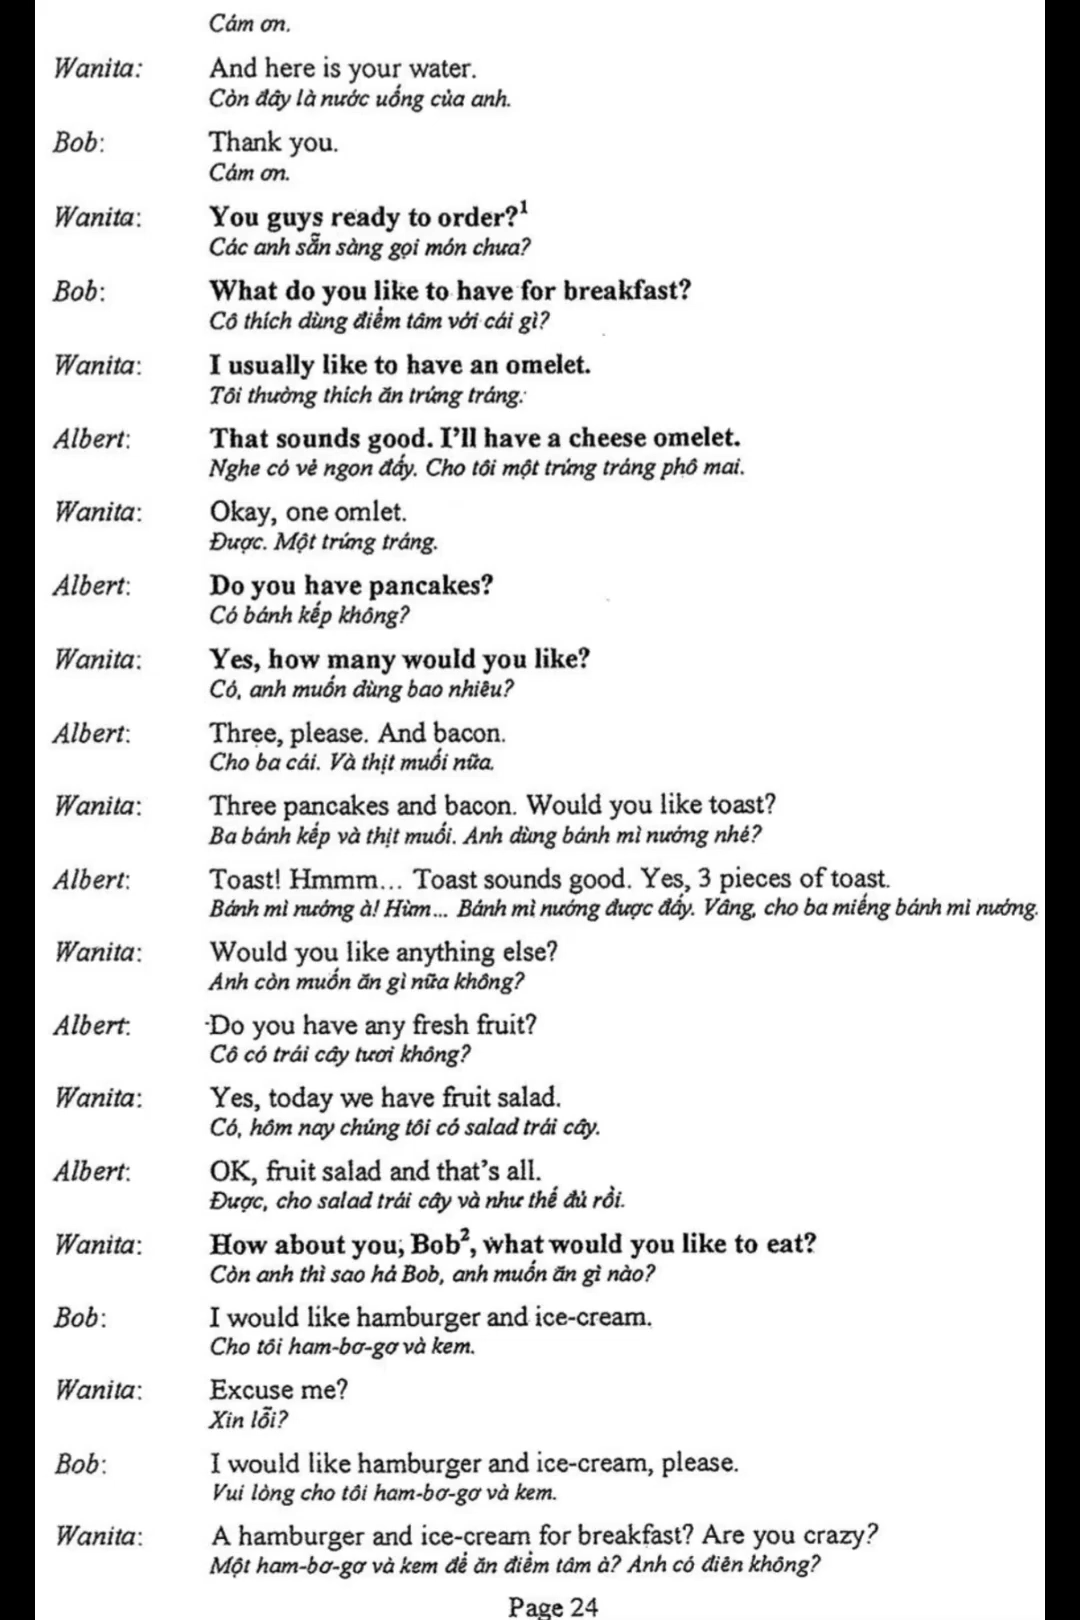 Cám ơn.
Wanita: And here is your water.
Còn đây là nước uống của anh.
Bob: Thank you.
Cám ơn.
Wanita: You guys ready to order?¹
Các anh sẵn sàng gọi món chưa?
Bob: What do you like to have for breakfast?
Cô thích dùng điểm tâm với cái gì?
Wanita: I usually like to have an omelet.
Tôi thường thích ăn trứng tráng.
Albert: That sounds good. I'll have a cheese omelet.
Nghe có vẻ ngon đấy. Cho tôi một trứng tráng phô mai.
Wanita: Okay, one omlet.
Được. Một trứng tráng.
Albert: Do you have pancakes?
Có bánh kếp không?
Wanita: Yes, how many would you like?
Có, anh muốn dùng bao nhiêu?
Albert: Three, please. And bacon.
Cho ba cái. Và thịt muối nữa.
Wanita: Three pancakes and bacon. Would you like toast?
Ba bánh kếp và thịt muối. Anh dùng bánh mì nướng nhé?
Albert: Toast! Hmmm... Toast sounds good. Yes, 3 pieces of toast.
Bánh mì nướng à! Hừm... Bánh mì nướng được đấy. Vâng, cho ba miếng bánh mì nướng.
Wanita: Would you like anything else?
Anh còn muốn ăn gì nữa không?
Albert: Do you have any fresh fruit?
Cô có trái cây tươi không?
Wanita: Yes, today we have fruit salad.
Có, hôm nay chúng tôi có salad trái cây.
Albert: OK, fruit salad and that's all.
Được, cho salad trái cây và như thế đủ rồi.
Wanita: How about you, Bob², what would you like to eat?
Còn anh thì sao hả Bob, anh muốn ăn gì nào?
Bob: I would like hamburger and ice-cream.
Cho tôi ham-bơ-gơ và kem.
Wanita: Excuse me?
Xin lỗi?
Bob: I would like hamburger and ice-cream, please.
Vui lòng cho tôi ham-bơ-gơ và kem.
Wanita: A hamburger and ice-cream for breakfast? Are you crazy?
Một ham-bơ-gơ và kem để ăn điểm tâm à? Anh có điên không?
Page 24